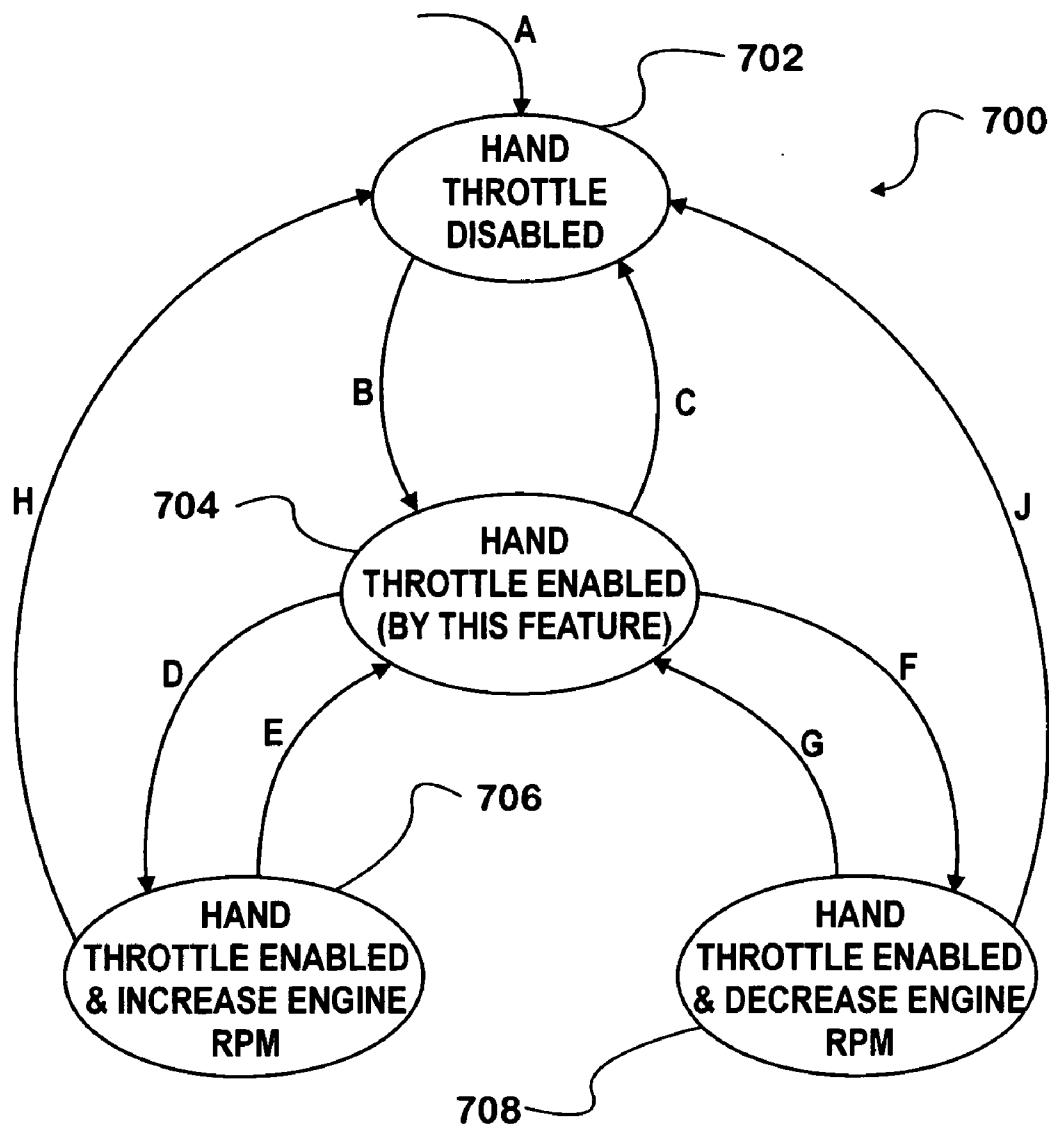 A
702
700
HAND
THROTTLE
DISABLED
B
C
H
704
J
HAND
THROTTLE ENABLED
(BY THIS FEATURE)
D
F
E
G
706
HAND
THROTTLE ENABLED
& INCREASE ENGINE
RPM
HAND
THROTTLE ENABLED
& DECREASE ENGINE
RPM
708